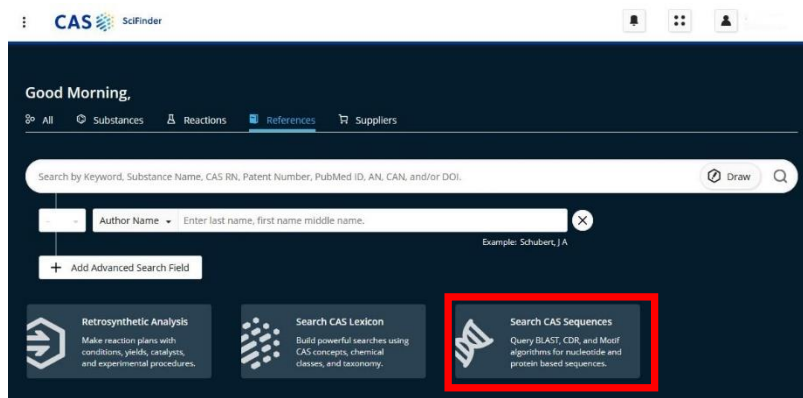 CAS SciFinder
Good Morning,
All Substances Reactions References Suppliers
Search by Keyword, Substance Name, CAS RN, Patent Number, PubMed ID, AN, CAN, and/or DOI. Draw
Author Name Enter last name, first name middle name.
Example: Schubert, J A
+ Add Advanced Search Field
Retrosynthetic Analysis
Make reaction plans with
conditions, yields, catalysts,
and experimental procedures.
Search CAS Lexicon
Build powerful searches using
CAS concepts, chemical
classes, and taxonomy.
Search CAS Sequences
Query BLAST, CDR, and Motif
algorithms for nucleotide and
protein based sequences.